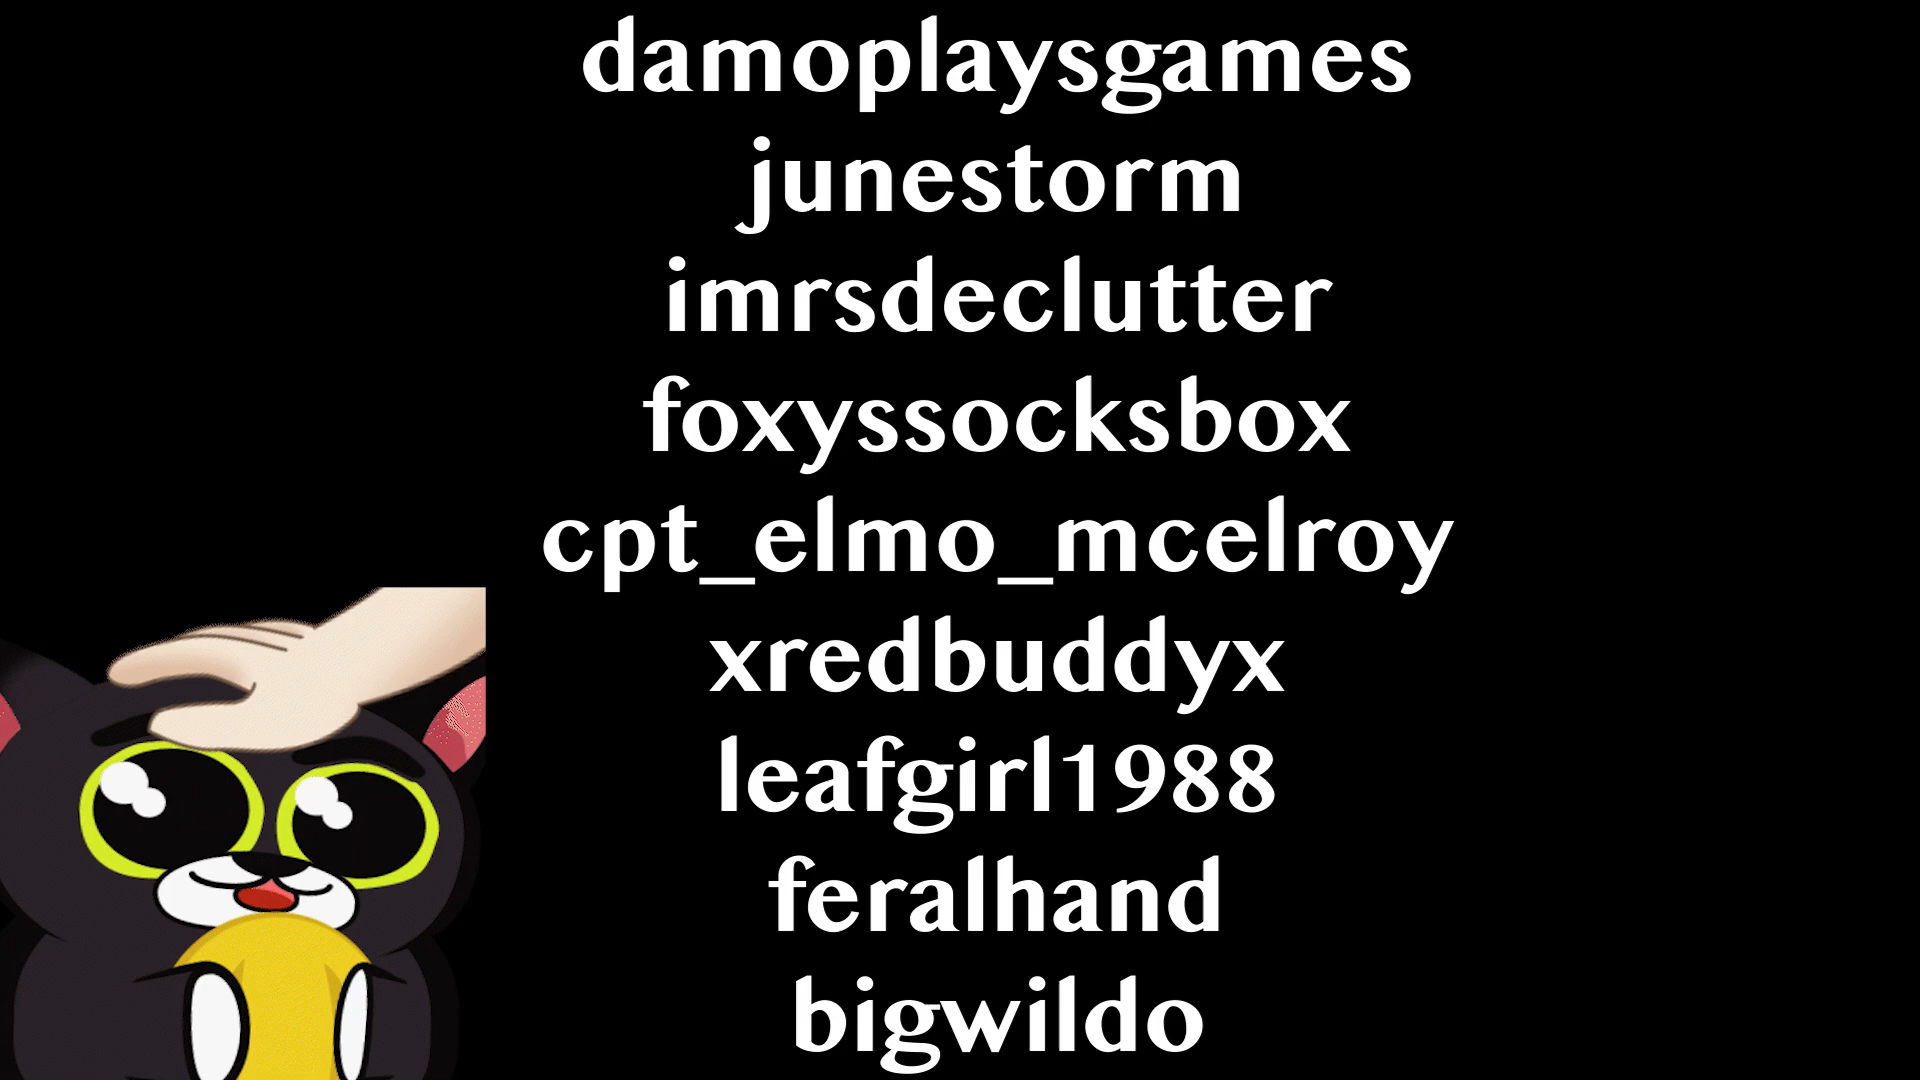 damoplaysgames
junestorm
imrsdeclutter
foxyssocksbox
cpt_elmo_mcelroy
xredbuddyx
leafgirl1988
feralhand
bigwildo